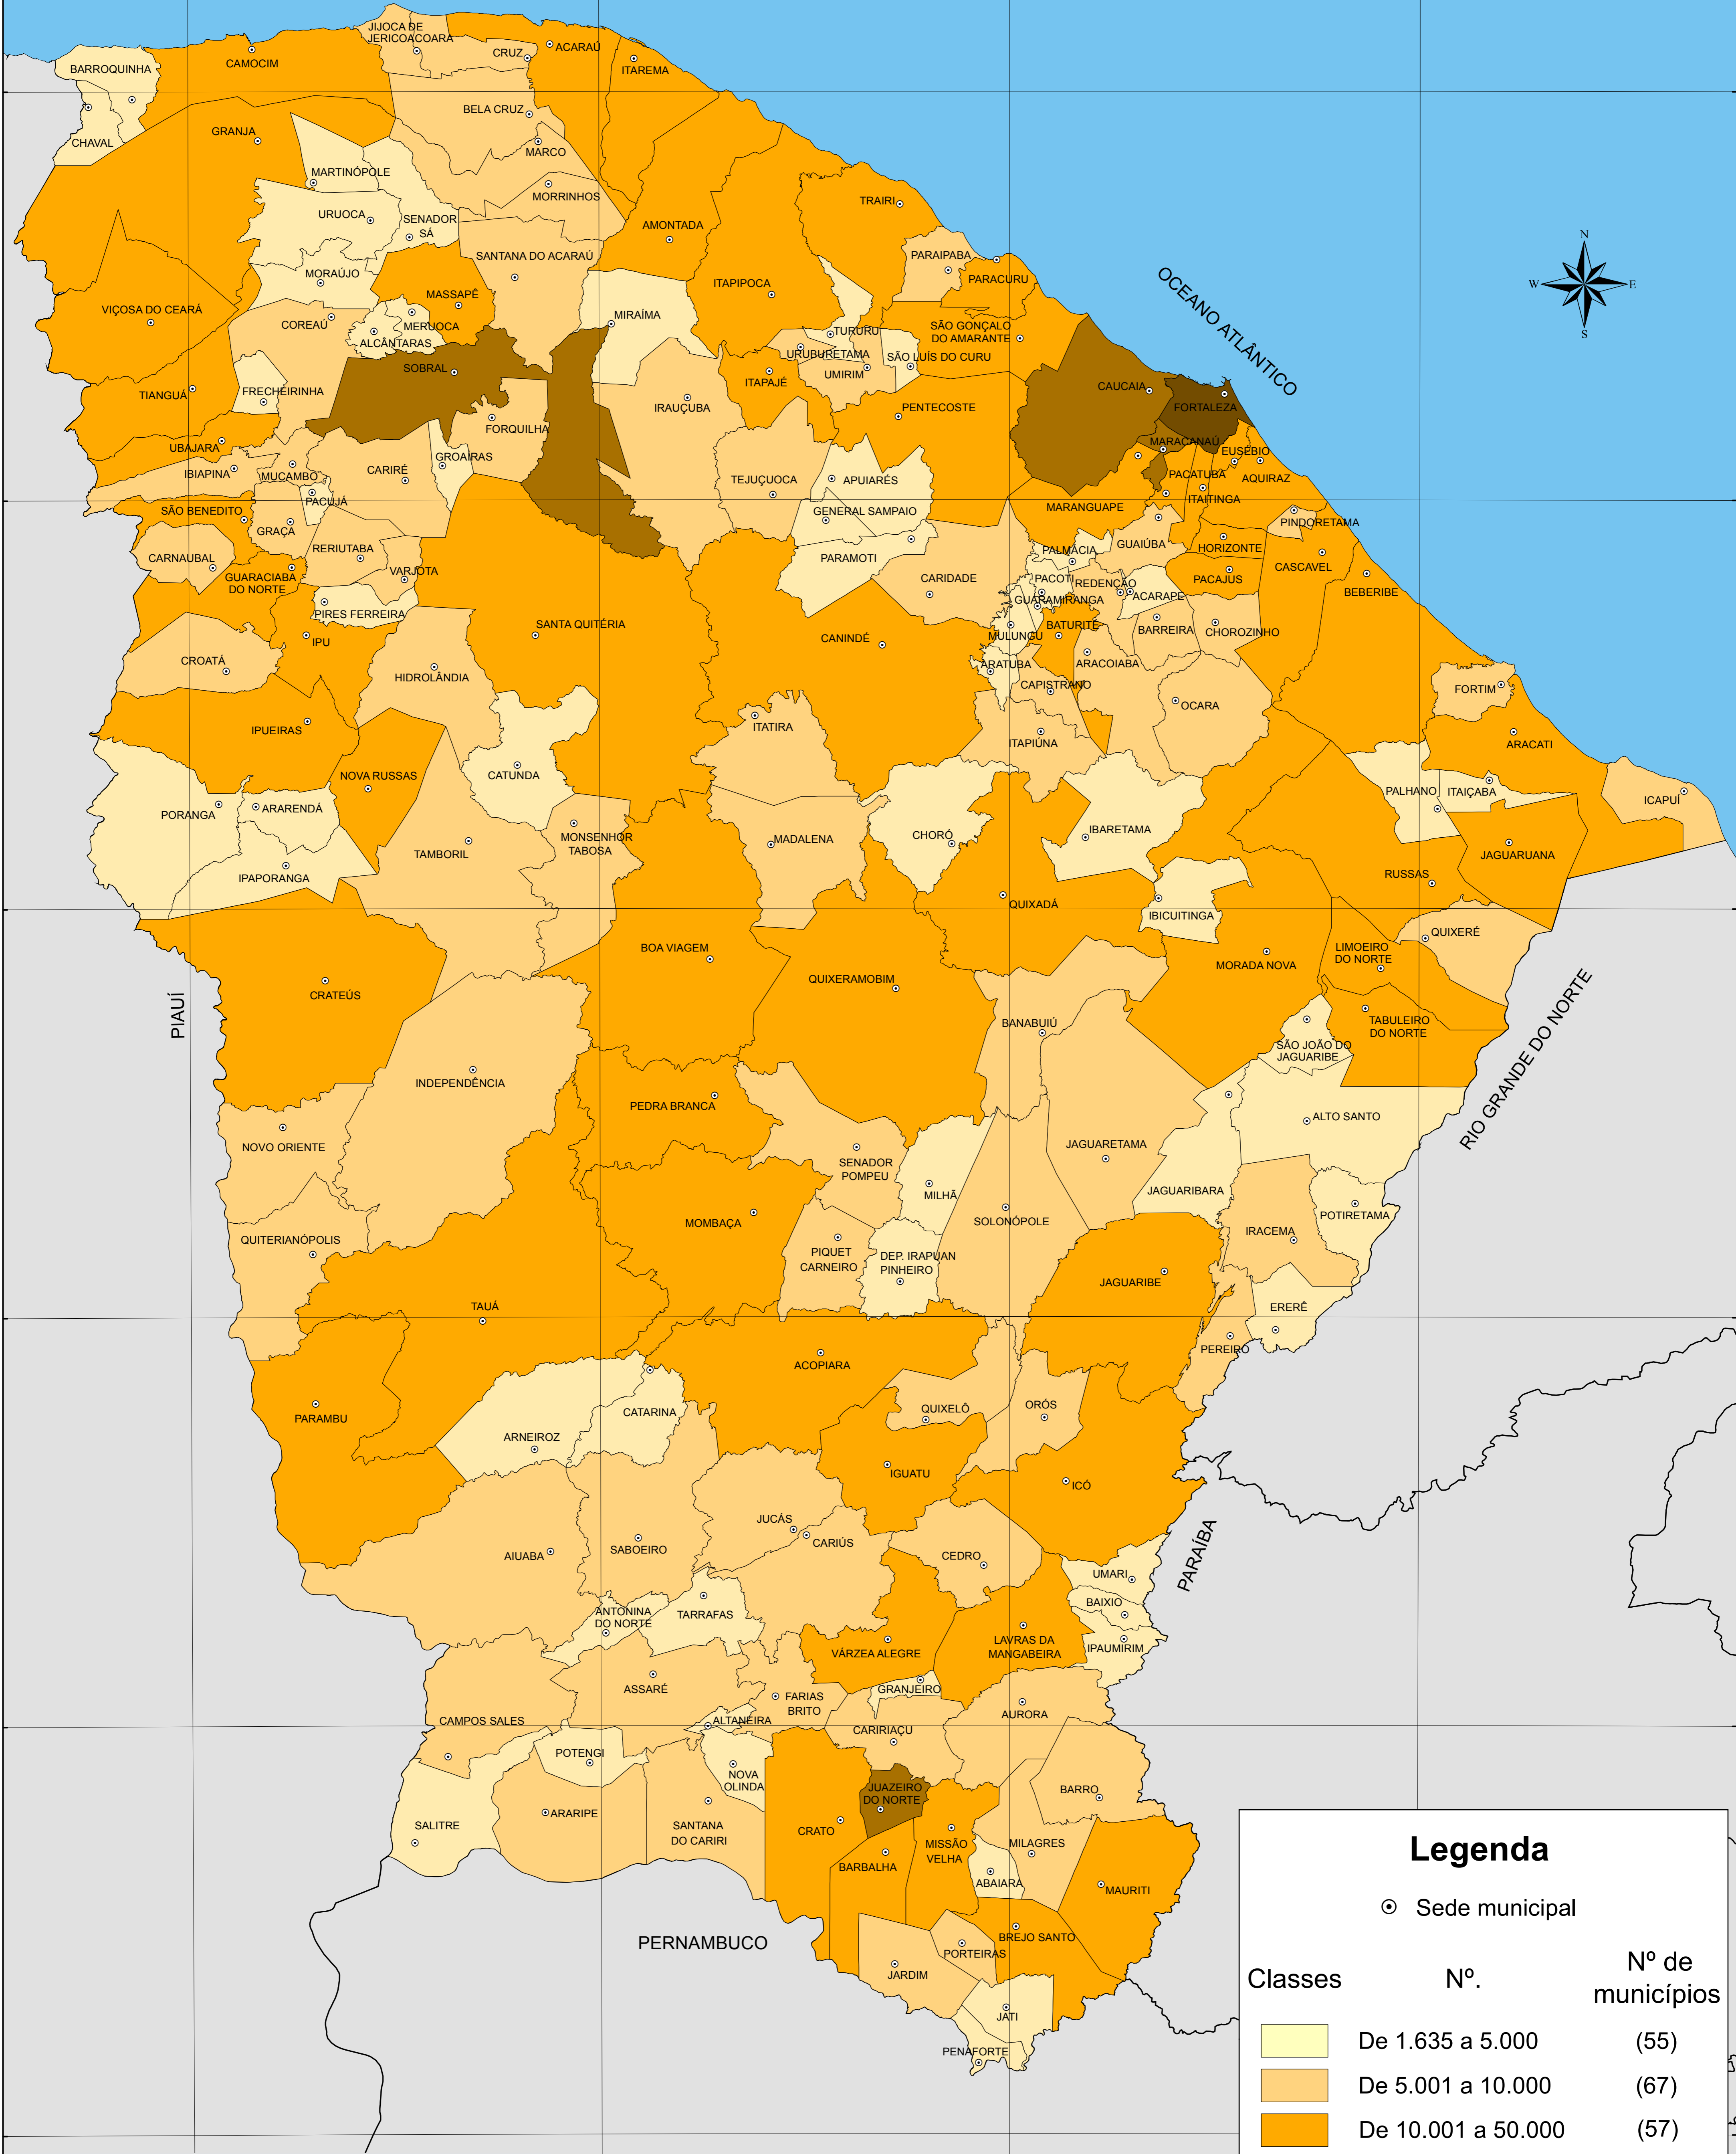 JIJOCA DE
JERICOACOARA
CRUZ
ACARAÚ
ITAREMA
BARROQUINHA
CAMOCIM
BELA CRUZ
CHAVAL
GRANJA
MARCO
MARTINÓPOLE
MORRINHOS
URUOCA
SENADOR
SÁ
AMONTADA
TRAIRI
SANTANA DO ACARAÚ
MORAÚJO
ITAPIPOCA
PARAIPABA
PARACURU
OCEANO ATLÂNTICO
N
W
E
S
VIÇOSA DO CEARÁ
MASSAPÊ
COREAÚ
MERUOCA
MIRAÍMA
ALCÂNTARAS
TURURU
SÃO GONÇALO
DO AMARANTE
URUBURETAMA
SÃO LUÍS DO CURU
UMIRIM
SOBRAL
ITAPAJÉ
TIANGUÁ
FRECHEIRINHA
IRAUÇUBA
PENTECOSTE
CAUCAIA
FORTALEZA
FORQUILHA
UBAJARA
MARACANAÚ
EUSÉBIO
IBIAPINA
MUCAMBO
CARIRÉ
GROAÍRAS
TEJUÇUOCA
APUIARÉS
PACATUBA
AQUIRAZ
PACUJÁ
ITAITINGA
SÃO BENEDITO
GENERAL SAMPAIO
MARANGUAPE
GRAÇA
PINDORETAMA
CARNAUBAL
RERIUTABA
PARAMOTI
PALMÁCIA
GUAIÚBA
HORIZONTE
GUARACIABA
DO NORTE
VARJOTA
CARIDADE
PACOTI
REDENÇÃO
PACAJUS
CASCAVEL
BEBERIBE
PIRES FERREIRA
GUARAMIRANGA
ACARAPE
IPU
SANTA QUITÉRIA
CANINDÉ
MULUNGU
BATURITÉ
BARREIRA
CHOROZINHO
CROATÁ
HIDROLÂNDIA
ARATUBA
ARACOIABA
CAPISTRANO
OCARA
FORTIM
IPUEIRAS
ITATIRA
ITAPIÚNA
ARACATI
NOVA RUSSAS
CATUNDA
PORANGA
ARARENDÁ
PALHANO
ITAIÇABA
ICAPUÍ
TAMBORIL
MONSENHOR
TABOSA
MADALENA
CHORÓ
IBARETAMA
JAGUARUANA
IPAPORANGA
RUSSAS
QUIXADÁ
IBICUITINGA
QUIXERÉ
BOA VIAGEM
LIMOEIRO
DO NORTE
MORADA NOVA
CRATEÚS
QUIXERAMOBIM
PIAUÍ
BANABUIÚ
TABULEIRO
DO NORTE
SÃO JOÃO DO
JAGUARIBE
RIO GRANDE DO NORTE
INDEPENDÊNCIA
PEDRA BRANCA
ALTO SANTO
NOVO ORIENTE
JAGUARETAMA
SENADOR
POMPEU
MILHÃ
JAGUARIBARA
MOMBAÇA
SOLONÓPOLE
POTIRETAMA
IRACEMA
QUITERIANÓPOLIS
PIQUET
CARNEIRO
DEP. IRAPUAN
PINHEIRO
JAGUARIBE
TAUÁ
ERERÊ
PEREIRO
ACOPIARA
PARAMBU
CATARINA
QUIXELÔ
ORÓS
ARNEIROZ
IGUATU
ICÓ
JUCÁS
CARIÚS
AIUABA
SABOEIRO
CEDRO
PARAÍBA
UMARI
BAIXIO
ANTONINA
DO NORTE
TARRAFAS
IPAUMIRIM
VÁRZEA ALEGRE
LAVRAS DA
MANGABEIRA
ASSARÉ
GRANJEIRO
FARIAS
BRITO
AURORA
CAMPOS SALES
ALTANEIRA
CARIRIAÇU
POTENGI
NOVA
OLINDA
JUAZEIRO
DO NORTE
BARRO
ARARIPE
SALITRE
SANTANA
DO CARIRI
CRATO
MISSÃO
VELHA
MILAGRES
BARBALHA
ABAIARA
MAURITI
PERNAMBUCO
BREJO SANTO
PORTEIRAS
JARDIM
JATI
PENAFORTE
Legenda
Sede municipal
Classes Nº. Nº de
municípios
De 1.635 a 5.000 (55)
De 5.001 a 10.000 (67)
De 10.001 a 50.000 (57)